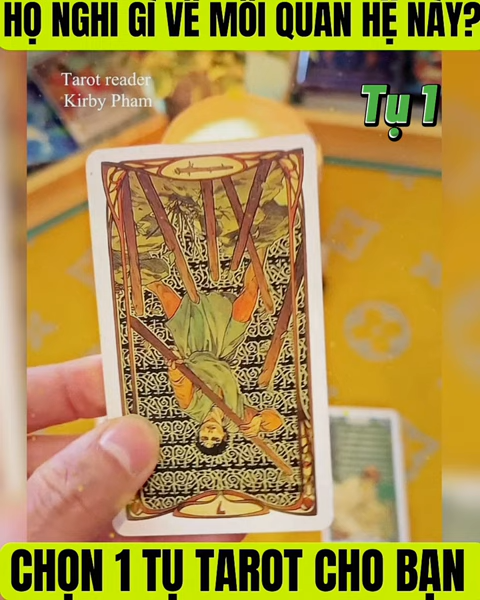 HỌ NGHĨ GÌ VỀ MỐI QUAN HỆ NÀY?
Tarot reader
Kirby Pham
Tụ 1
7
CHỌN 1 TỤ TAROT CHO BẠN